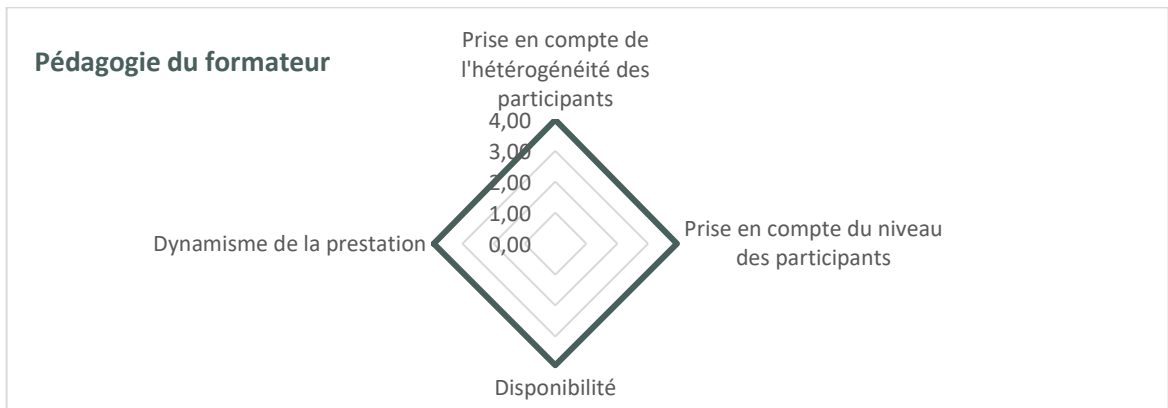 Pédagogie du formateur
Prise en compte de
l'hétérogénéité des
participants
4,00
3,00
2,00
1,00
0,00
Dynamisme de la prestation
Prise en compte du niveau
des participants
Disponibilité